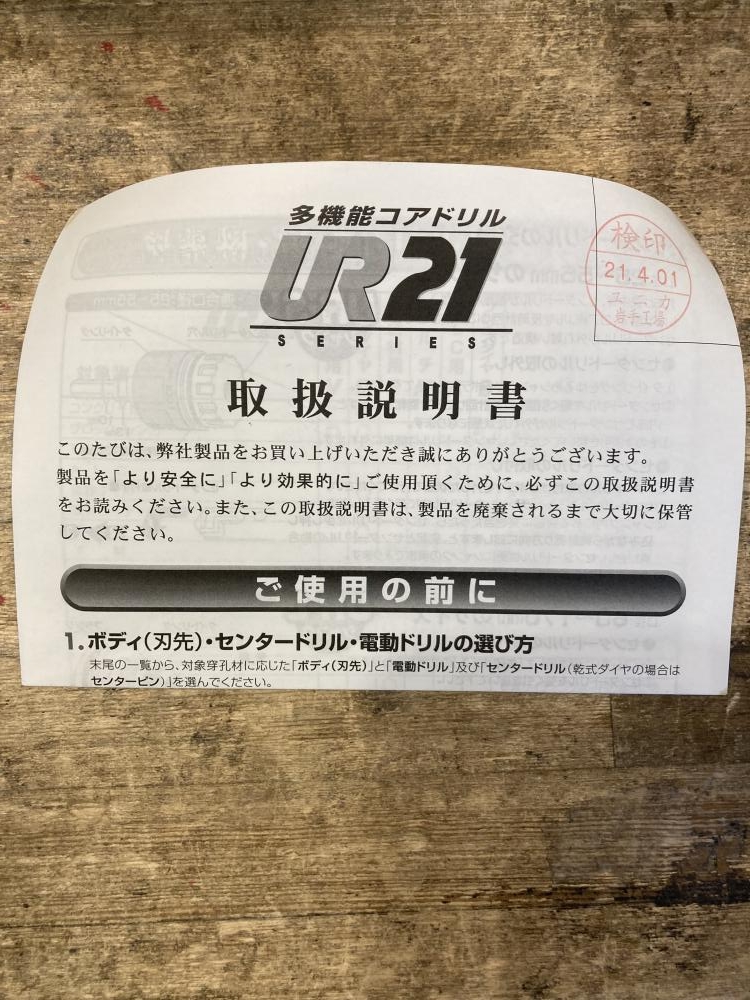 多機能コアドリル
UR21
SERIES
検印
21.4.01
ユニカ
岩手工場
取扱説明書
このたびは、弊社製品をお買い上げいただき誠にありがとうございます。
製品を「より安全に」「より効果的に」ご使用頂くために、必ずこの取扱説明書
をお読みください。また、この取扱説明書は、製品を廃棄されるまで大切に保管
してください。
ご使用の前に
1.ボディ(刃先)・センタードリル・電動ドリルの選び方
末尾の一覧から、対象穿孔材に応じた「ボディ(刃先)」と「電動ドリル」及び「センタードリル(乾式ダイヤの場合は
センターピン)」を選んでください。